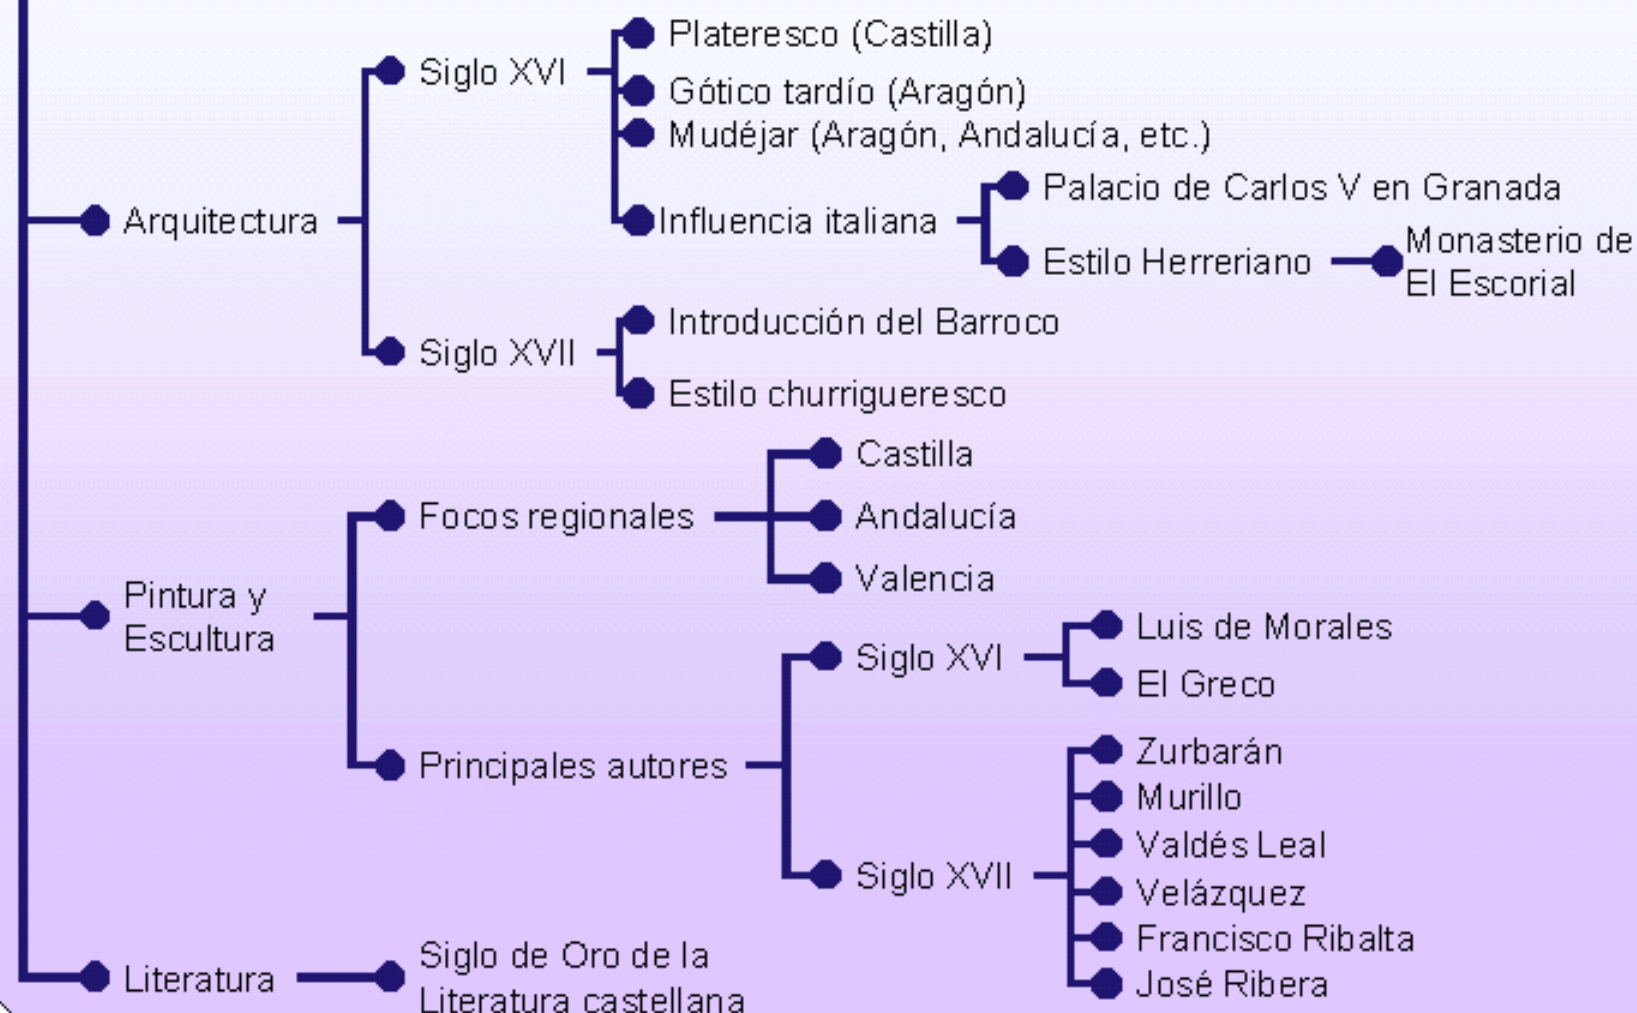 Arquitectura
Siglo XVI
Plateresco (Castilla)
Gótico tardío (Aragón)
Mudéjar (Aragón, Andalucía, etc.)
Influencia italiana
Palacio de Carlos V en Granada
Estilo Herreriano
Monasterio de
El Escorial
Siglo XVII
Introducción del Barroco
Estilo churrigueresco
Pintura y
Escultura
Focos regionales
Castilla
Andalucía
Valencia
Principales autores
Siglo XVI
Luis de Morales
El Greco
Siglo XVII
Zurbarán
Murillo
Valdés Leal
Velázquez
Francisco Ribalta
José Ribera
Literatura
Siglo de Oro de la
Literatura castellana